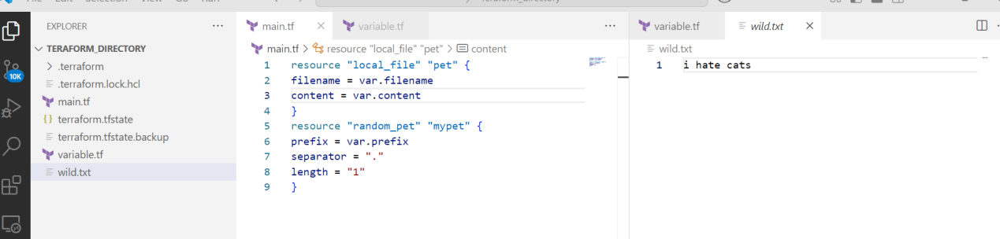 File Edit Selection View Go Run
Teraform_directory
EXPLORER
TERAFORM_DIRECTORY
.terraform
.terraform.lock.hcl
main.tf
terraform.tfstate
terraform.tfstate.backup
variable.tf
wild.txt
10K
main.tf
variable.tf
main.tf > resource "local_file" "pet" > content
1 resource "local_file" "pet" {
2 filename = var.filename
3 content = var.content
4 }
5 resource "random_pet" "mypet" {
6 prefix = var.prefix
7 separator = "."
8 length = "1"
9 }
variable.tf
wild.txt
wild.txt
1 i hate cats